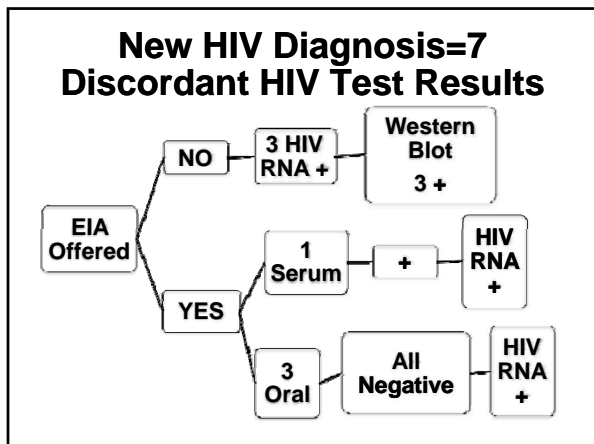 New HIV Diagnosis=7
Discordant HIV Test Results
EIA
Offered
NO
3 HIV
RNA +
Western
Blot
3 +
YES
1
Serum
+
HIV
RNA
+
3
Oral
All
Negative
HIV
RNA
+